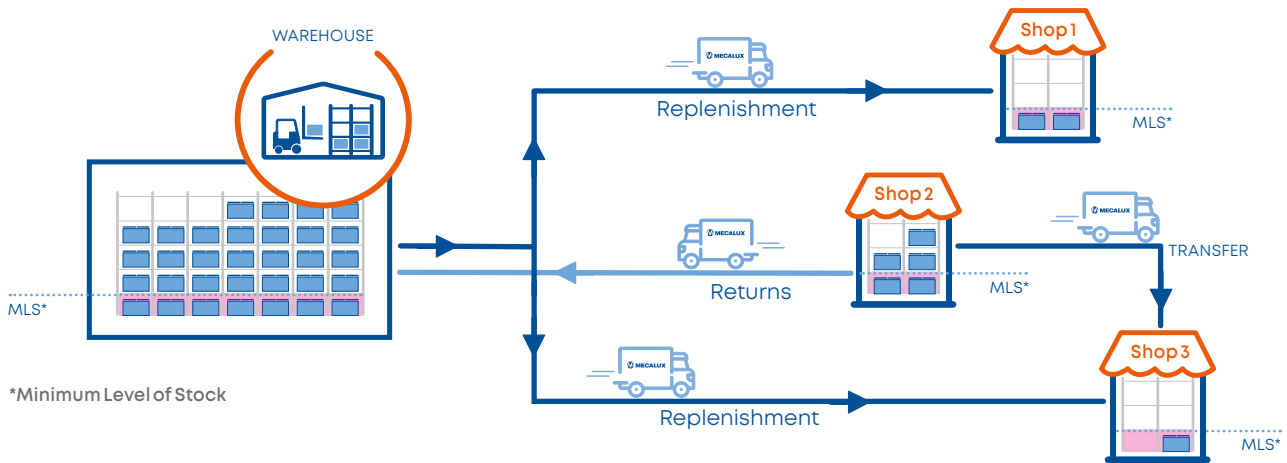 WAREHOUSE
Shop 1
MECALUX
Replenishment
MLS*
Shop 2
MECALUX
MECALUX
TRANSFER
Returns
MLS*
MLS*
Shop 3
MECALUX
Replenishment
MLS*
*Minimum Level of Stock